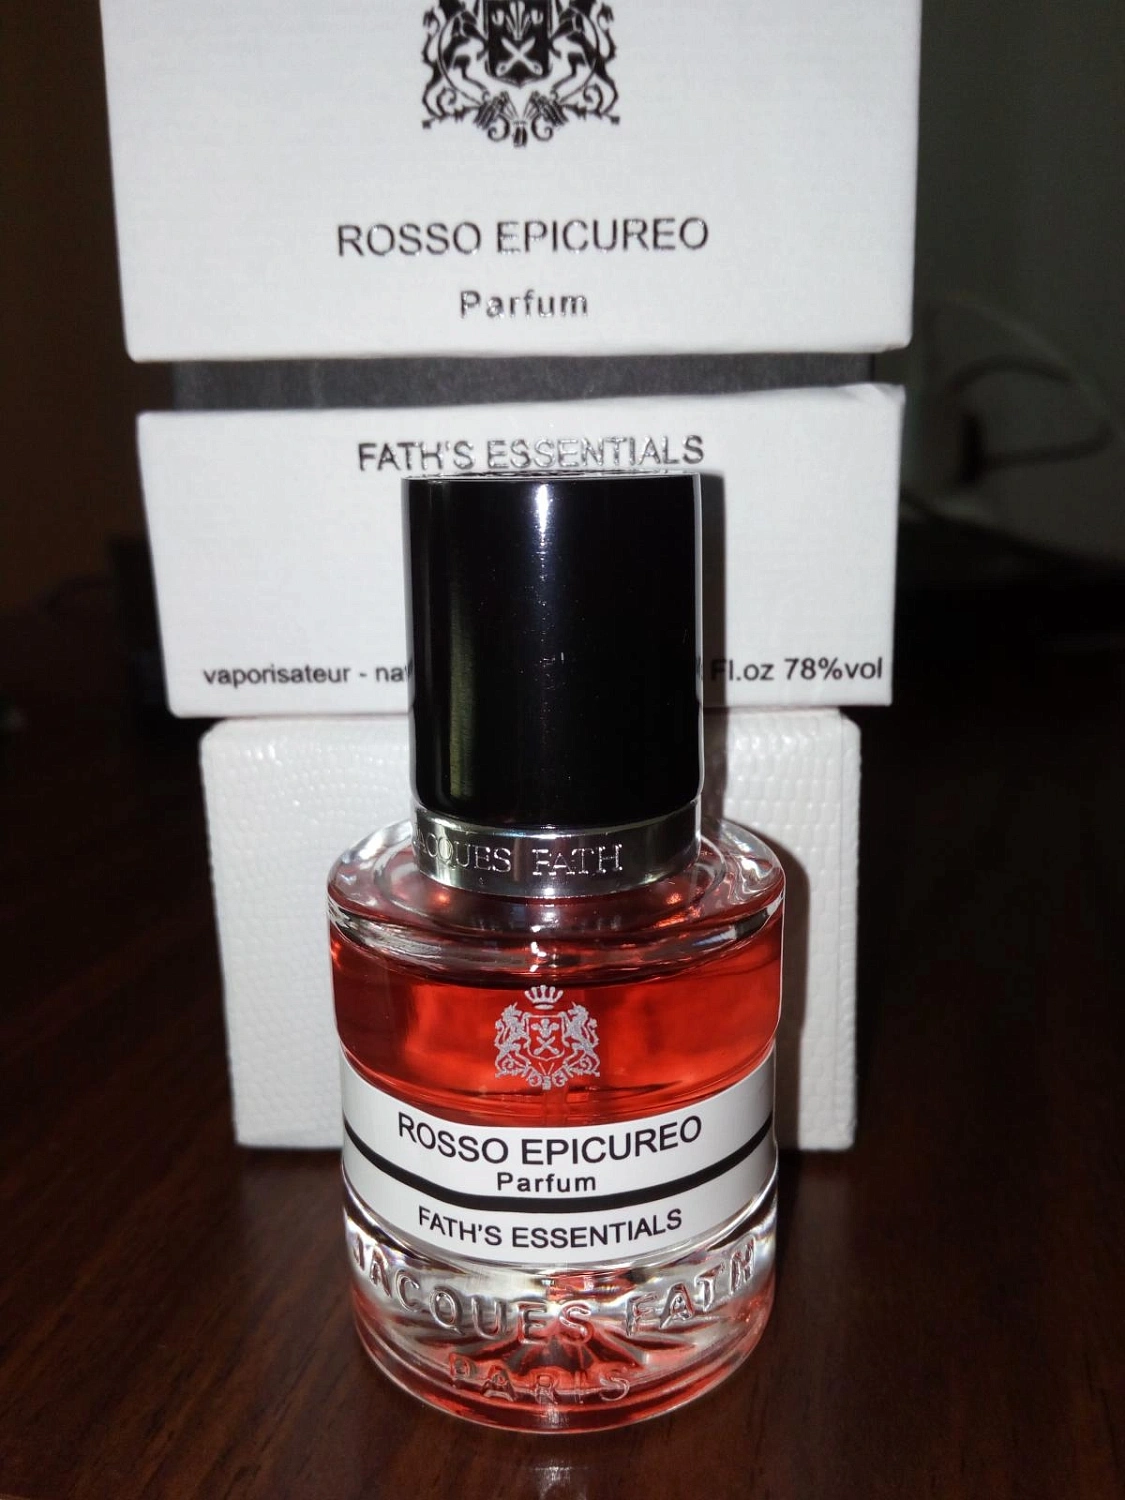 ROSSO EPICUREO
Parfum
FATH'S ESSENTIALS
vaporisateur - Fl.oz 78%vol
JACQUES FATH
ROSSO EPICUREO
Parfum
FATH'S ESSENTIALS
JACQUES FATH
PARIS